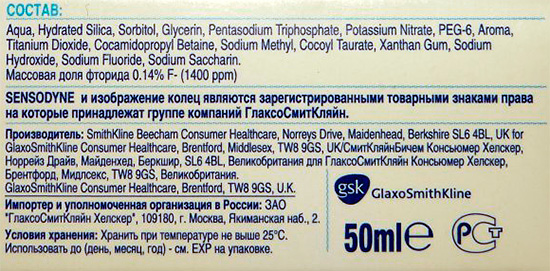 СОСТАВ:
Aqua, Hydrated Silica, Sorbitol, Glycerin, Pentasodium Triphosphate, Potassium Nitrate, PEG-6, Aroma,
Titanium Dioxide, Cocamidopropyl Betaine, Sodium Methyl, Cocoyl Taurate, Xanthan Gum, Sodium
Hydroxide, Sodium Fluoride, Sodium Saccharin.
Массовая доля фторида 0.14% F- (1400 ppm)
SENSODYNE и изображение колец являются зарегистрированными товарными знаками права
на которые принадлежат группе компаний ГлаксоСмитКляйн.
Производитель: SmithKline Beecham Consumer Healthcare, Norreys Drive, Maidenhead, Berkshire SL6 4BL, UK for
GlaxoSmithKline Consumer Healthcare, Brentford, Middlesex, TW8 9GS, UK/СмитКляйнБичем Консьюмер Хелскер,
Норрейз Драйв, Майденхед, Беркшир, SL6 4BL, Великобритания для ГлаксоСмитКляйн Консьюмер Хелскер,
Брентфорд, Мидлсекс, TW8 9GS, Великобритания.
GlaxoSmithKline Consumer Healthcare, Brentford, TW8 9GS, U.K.
Импортер и уполномоченная организация в России: ЗАО
"ГлаксоСмитКляйн Хелскер", 109180, г. Москва, Якиманская наб., 2.
Условия хранения: Хранить при температуре не выше 25°C.
Использовать до (день, месяц, год) - см. EXP на упаковке.
gsk GlaxoSmithKline
50ml℮ РСТ